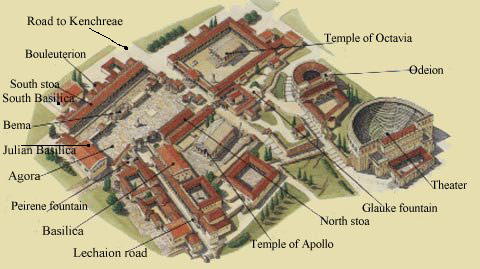 Road to Kenchreae
Bouleuterion
South stoa
South Basilica
Bema
Julian Basilica
Agora
Peirene fountain
Basilica
Lechaion road
Temple of Octavia
Odeion
Theater
Glauke fountain
North stoa
Temple of Apollo